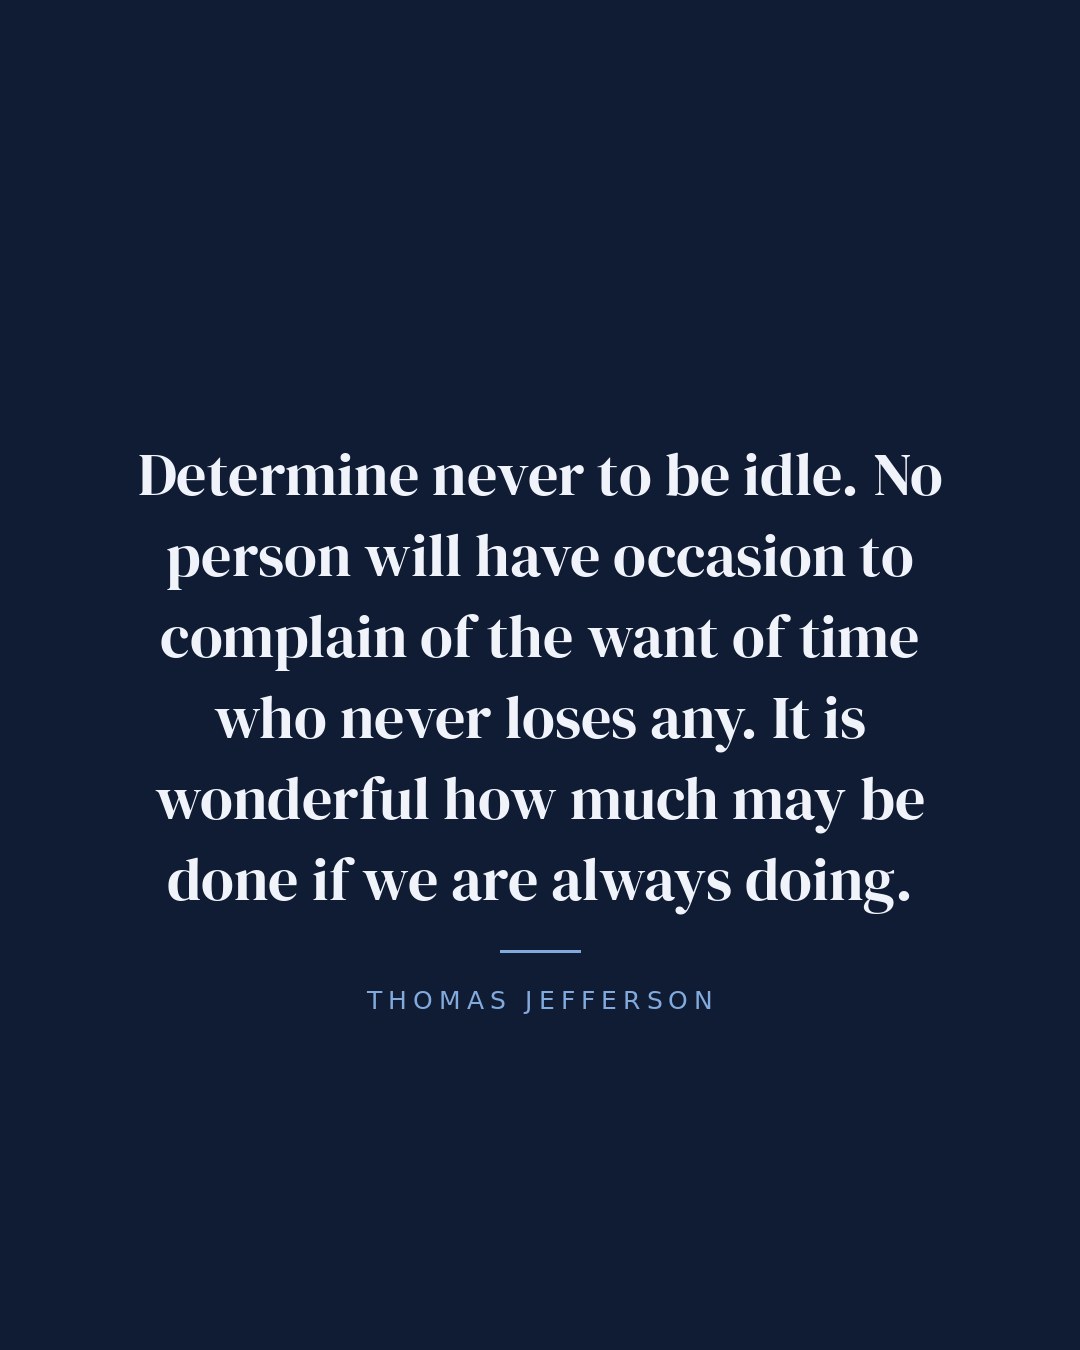 Determine never to be idle. No
person will have occasion to
complain of the want of time
who never loses any. It is
wonderful how much may be
done if we are always doing.
THOMAS JEFFERSON